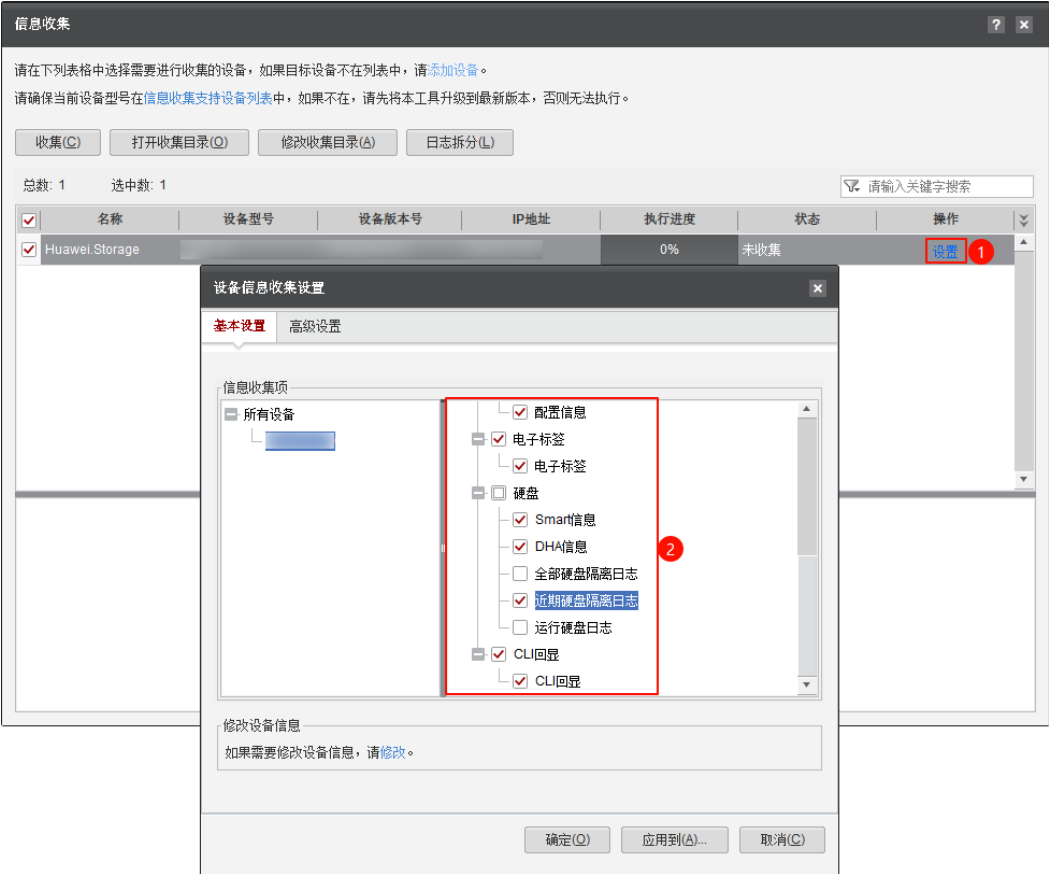 信息收集
? ×
请在下列表格中选择需要进行收集的设备，如果目标设备不在列表中，请添加设备。
请确保当前设备型号在信息收集支持设备列表中，如果不在，请先将本工具升级到最新版本，否则无法执行。
收集(C) 打开收集目录(O) 修改收集目录(A) 日志拆分(L)
总数: 1 选中数: 1 请输入关键字搜索
名称 设备型号 设备版本号 IP地址 执行进度 状态 操作
Huawei.Storage 0% 未收集 设置 1
设备信息收集设置 ×
基本设置 高级设置
信息收集项
所有设备
配置信息
电子标签
电子标签
硬盘
Smart信息
DHA信息
2
全部硬盘隔离日志
近期硬盘隔离日志
运行硬盘日志
CLI回显
CLI回显
修改设备信息
如果需要修改设备信息，请修改。
确定(O) 应用到(A)... 取消(C)